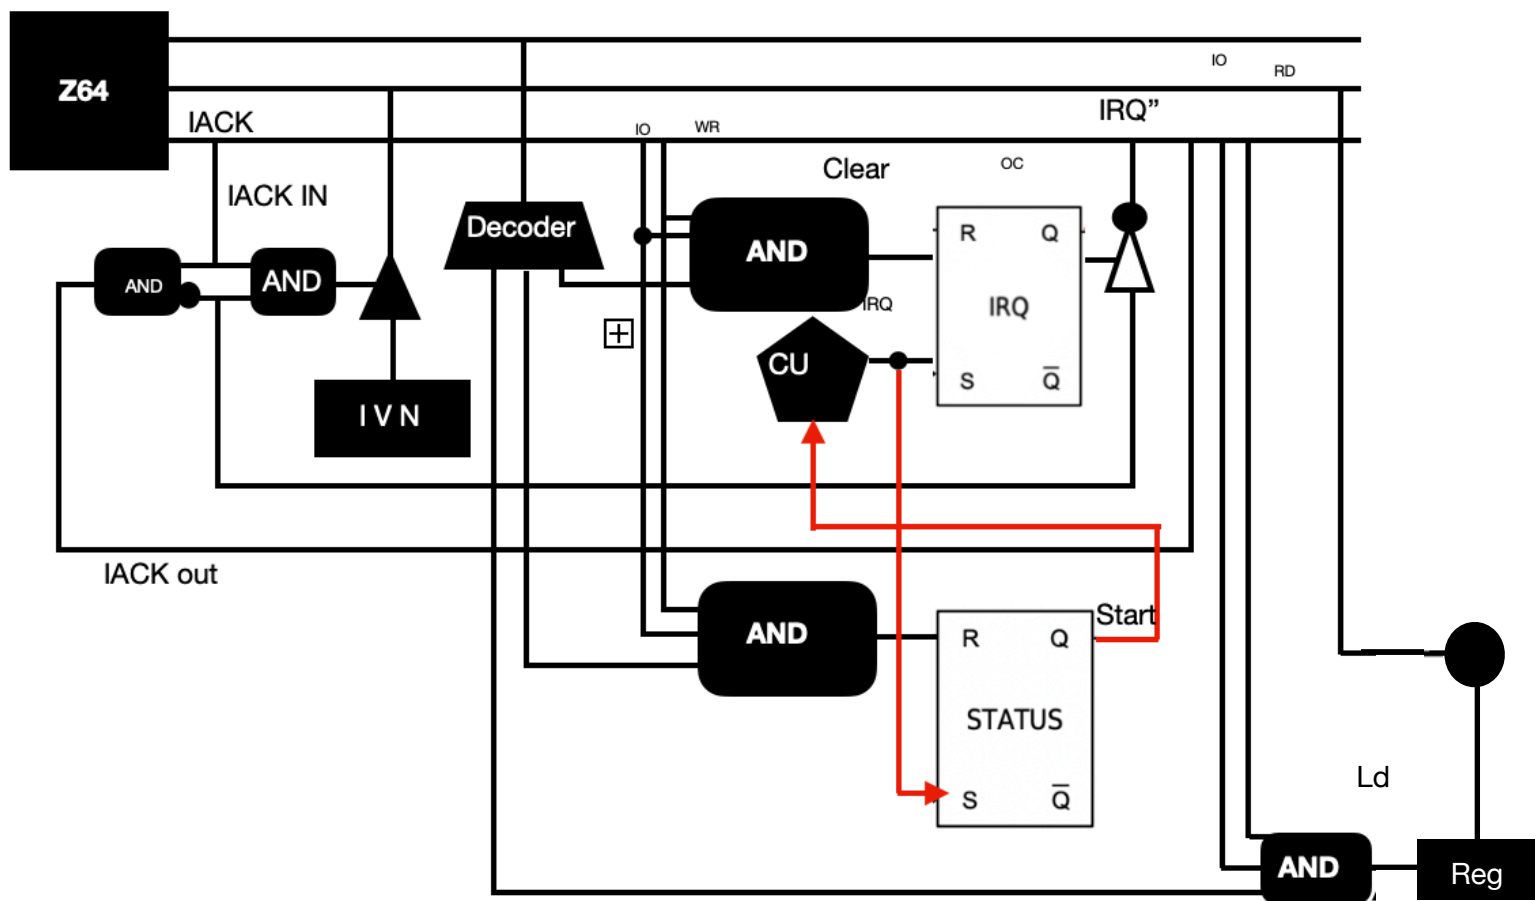 Z64
IO
RD
IRQ”
IACK
IO
WR
Clear
OC
IACK IN
Decoder
R
Q
AND
AND
AND
IRQ
IRQ
CU
S
Q̅
I V N
IACK out
Start
AND
R
Q
STATUS
Ld
S
Q̅
AND
Reg